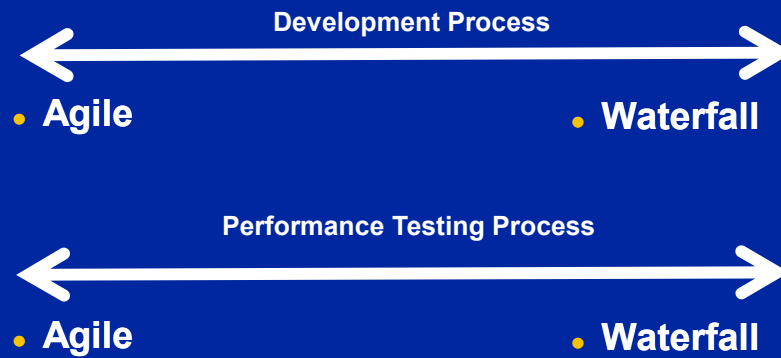 Development Process
• Agile
• Waterfall
Performance Testing Process
• Agile
• Waterfall